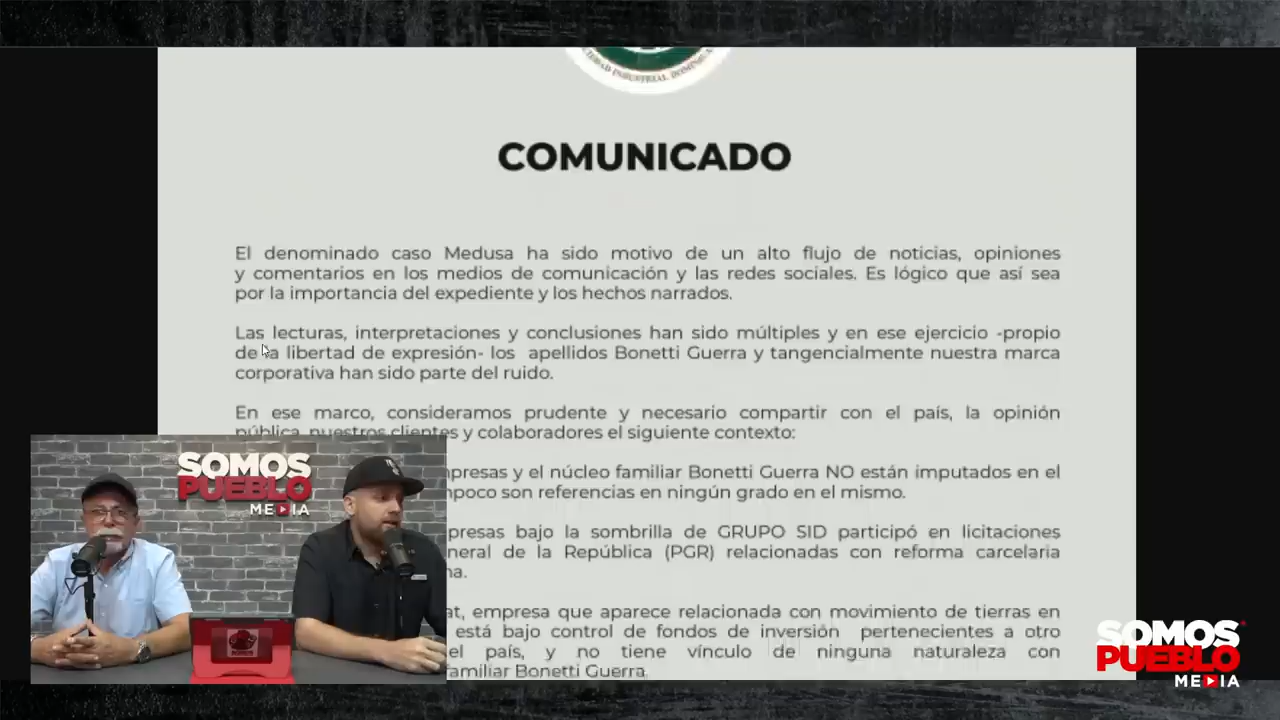 COMUNICADO
El denominado caso Medusa ha sido motivo de un alto flujo de noticias, opiniones
y comentarios en los medios de comunicación y las redes sociales. Es lógico que así sea
por la importancia del expediente y los hechos narrados.
Las lecturas, interpretaciones y conclusiones han sido múltiples y en ese ejercicio -propio
de la libertad de expresión- los apellidos Bonetti Guerra y tangencialmente nuestra marca
corporativa han sido parte del ruido.
En ese marco, consideramos prudente y necesario compartir con el país, la opinión
pública, nuestros clientes y colaboradores el siguiente contexto:
mpresas y el núcleo familiar Bonetti Guerra NO están imputados en el
mpoco son referencias en ningún grado en el mismo.
presas bajo la sombrilla de GRUPO SID participó en licitaciones
neral de la República (PGR) relacionadas con reforma carcelaria
na.
at, empresa que aparece relacionada con movimiento de tierras en
está bajo control de fondos de inversión pertenecientes a otro
el país, y no tiene vínculo de ninguna naturaleza con
familiar Bonetti Guerra.
SOMOS
PUEBLO
MEDIA
SOMOS
PUEBLO
MEDIA